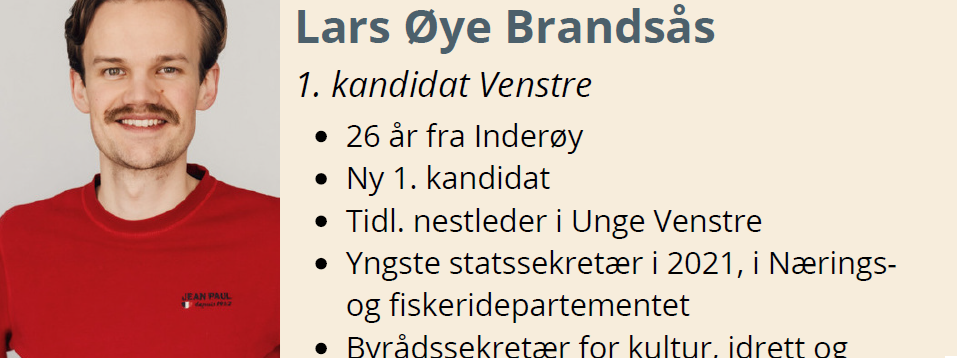 Lars Øye Brandsås
1. kandidat Venstre
• 26 år fra Inderøy
• Ny 1. kandidat
• Tidl. nestleder i Unge Venstre
• Yngste statssekretær i 2021, i Nærings-
og fiskeridepartementet
• Byrådssekretær for kultur, idrett og
JEAN PAUL